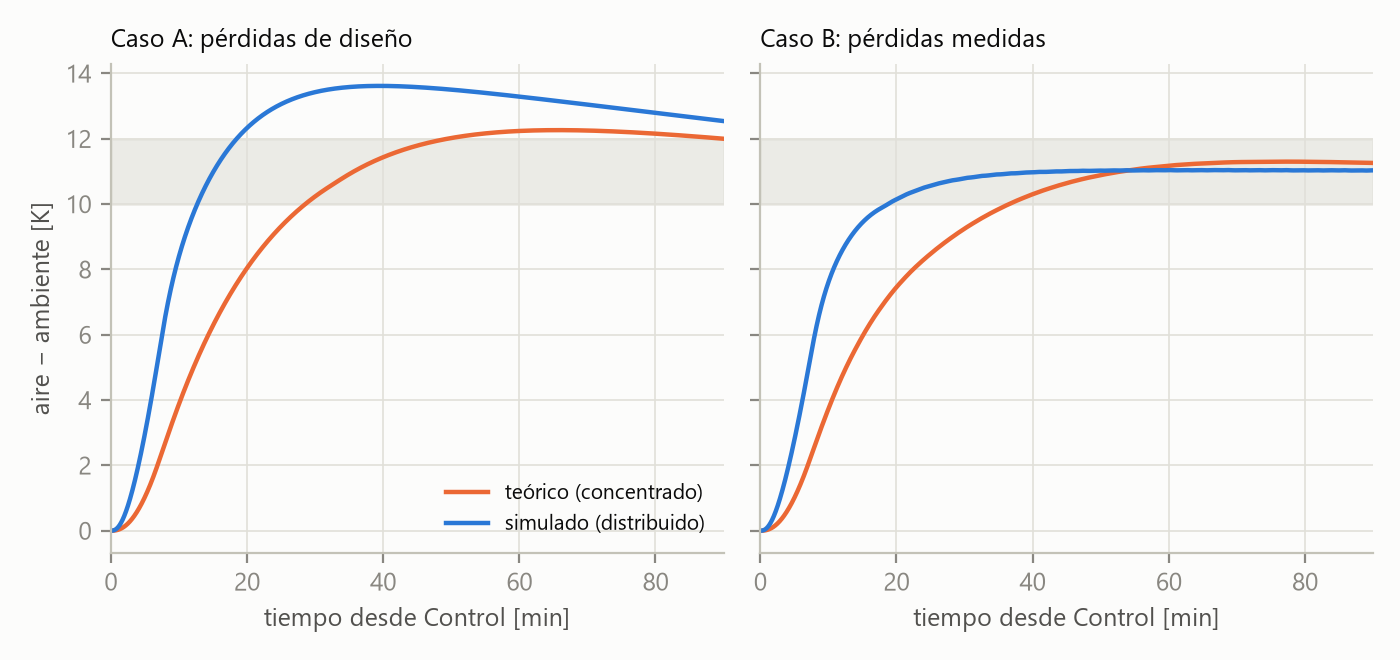 Caso A: pérdidas de diseño
Caso B: pérdidas medidas
aire − ambiente [K]
14
12
10
8
6
4
2
0
teórico (concentrado)
simulado (distribuido)
0 20 40 60 80
0 20 40 60 80
tiempo desde Control [min]
tiempo desde Control [min]